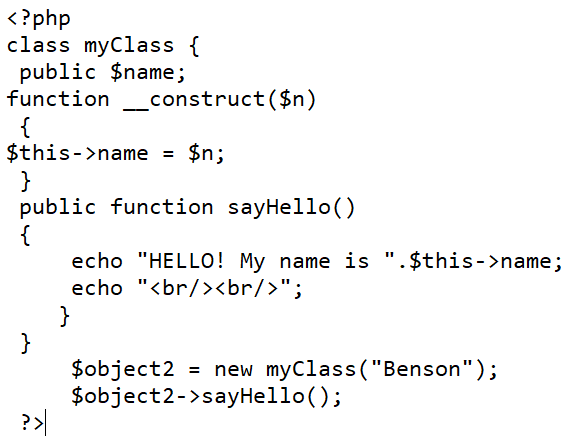 <?php
class myClass {
 public $name;
function __construct($n)
 {
$this->name = $n;
 }
 public function sayHello()
 {
     echo "HELLO! My name is ".$this->name;
     echo "<br/><br/>";
    }
 }
     $object2 = new myClass("Benson");
     $object2->sayHello();
 ?>